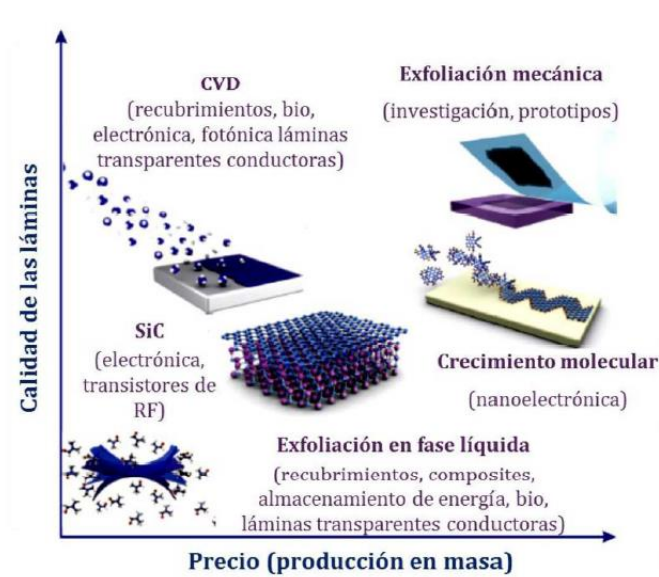 CVD
(recubrimientos, bio,
electrónica, fotónica láminas
transparentes conductoras)
Exfoliación mecánica
(investigación, prototipos)
Calidad de las láminas
SiC
(electrónica,
transistores de
RF)
Crecimiento molecular
(nanoelectrónica)
Exfoliación en fase líquida
(recubrimientos, composites,
almacenamiento de energía, bio,
láminas transparentes conductoras)
Precio (producción en masa)